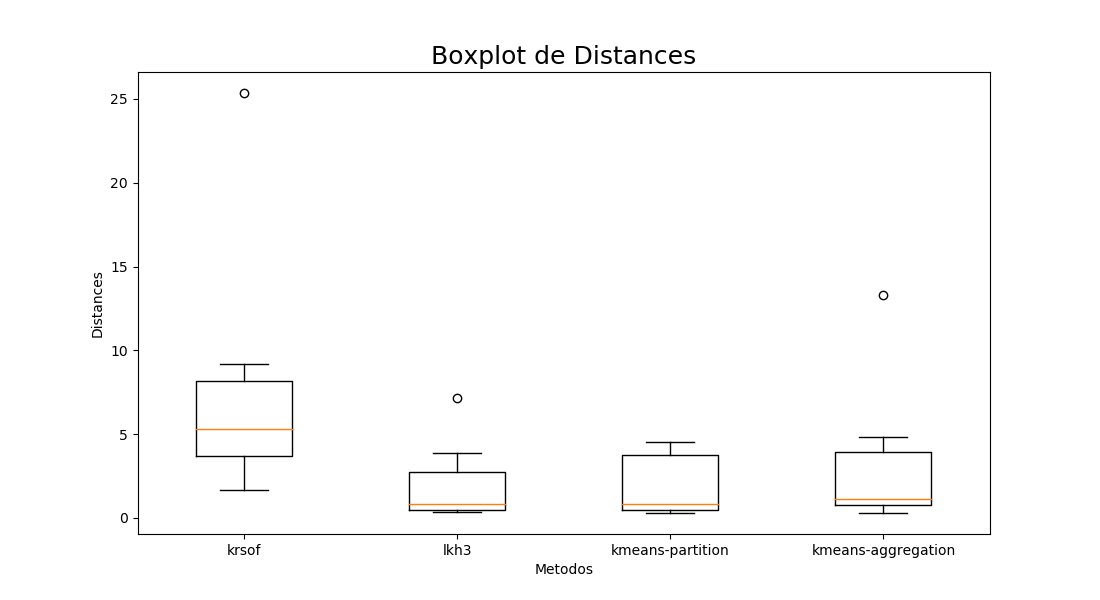 Boxplot de Distances
25
20
15
10
5
0
Distances
krsof lkh3 kmeans-partition kmeans-aggregation
Metodos